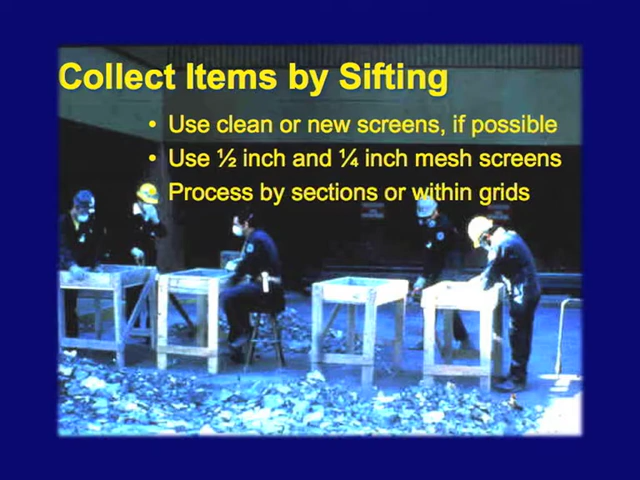 Collect Items by Sifting
• Use clean or new screens, if possible
• Use ½ inch and ¼ inch mesh screens
• Process by sections or within grids